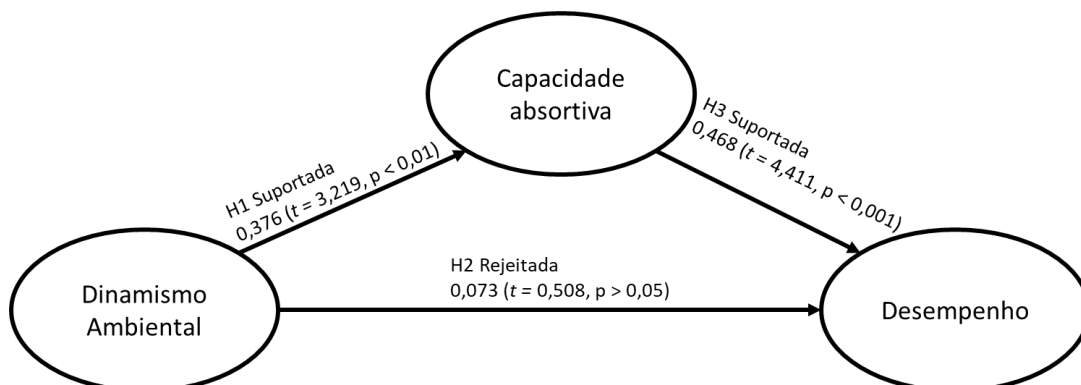 Capacidade
absortiva
H1 Suportada
0,376 (t = 3,219, p < 0,01)
H3 Suportada
0,468 (t = 4,411, p < 0,001)
H2 Rejeitada
0,073 (t = 0,508, p > 0,05)
Dinamismo
Ambiental
Desempenho